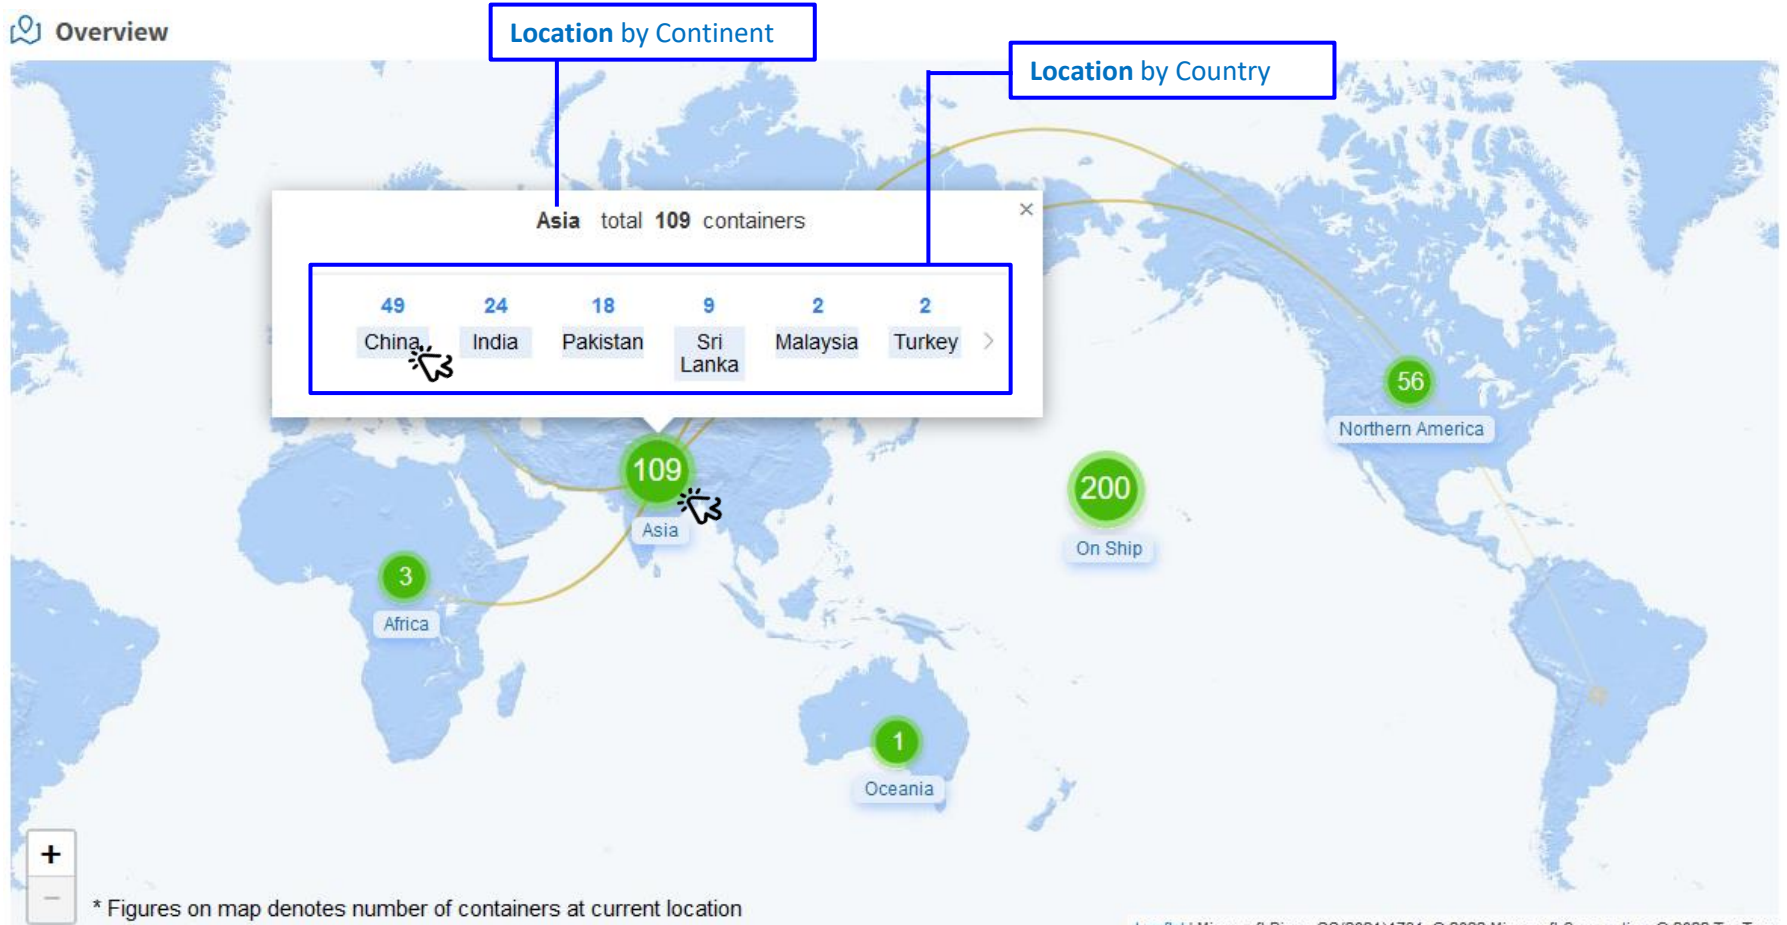 Overview
Location by Continent
Location by Country
Asia total 109 containers
×
49 24 18 9 2 2
China India Pakistan Sri Lanka Malaysia Turkey >
56
Northern America
109
Asia
200
On Ship
3
Africa
1
Oceania
+
−
* Figures on map denotes number of containers at current location